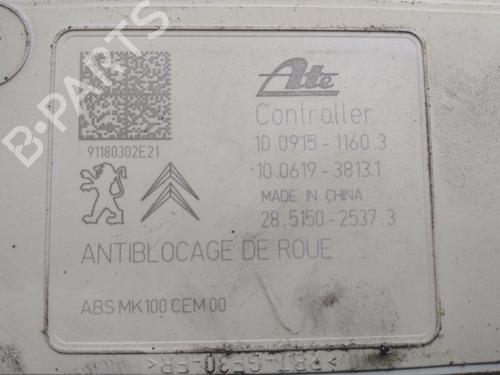 B-PARTS
Ate
Controller
91180302E21
10.0915-1160.3
10.0619-3813.1
MADE IN CHINA
28.5150-2537.3
ANTIBLOCAGE DE ROUE
ABS MK100 CEM 00